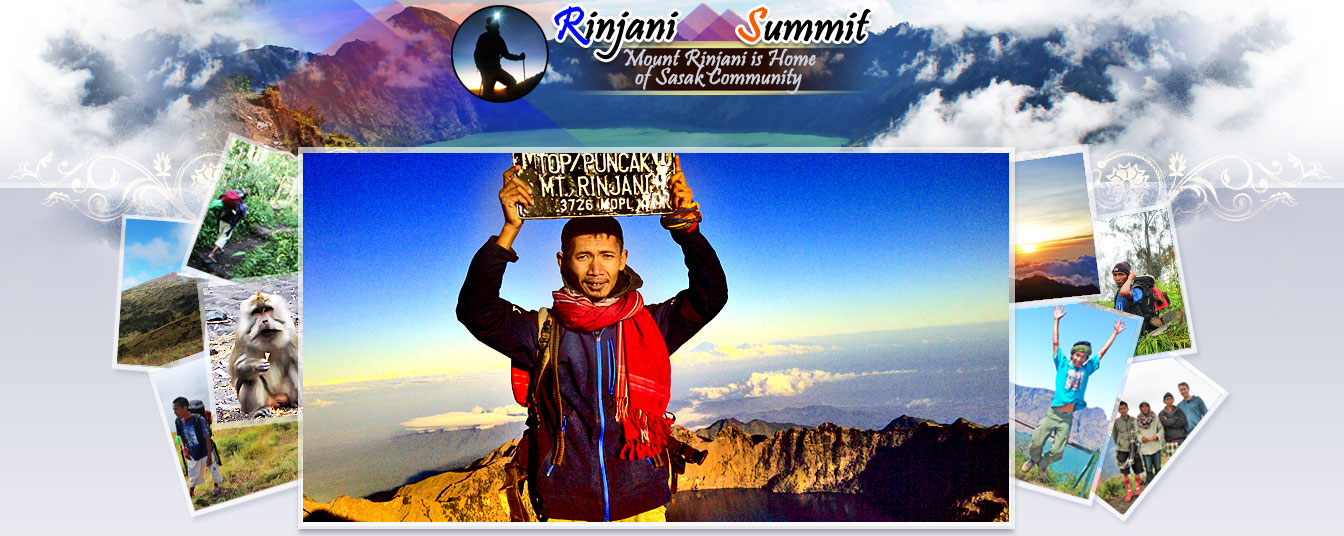 Rinjani Summit
Mount Rinjani is Home
of Sasak Community
TOP/PUNCAK
MT. RINJANI
3726 MDPL